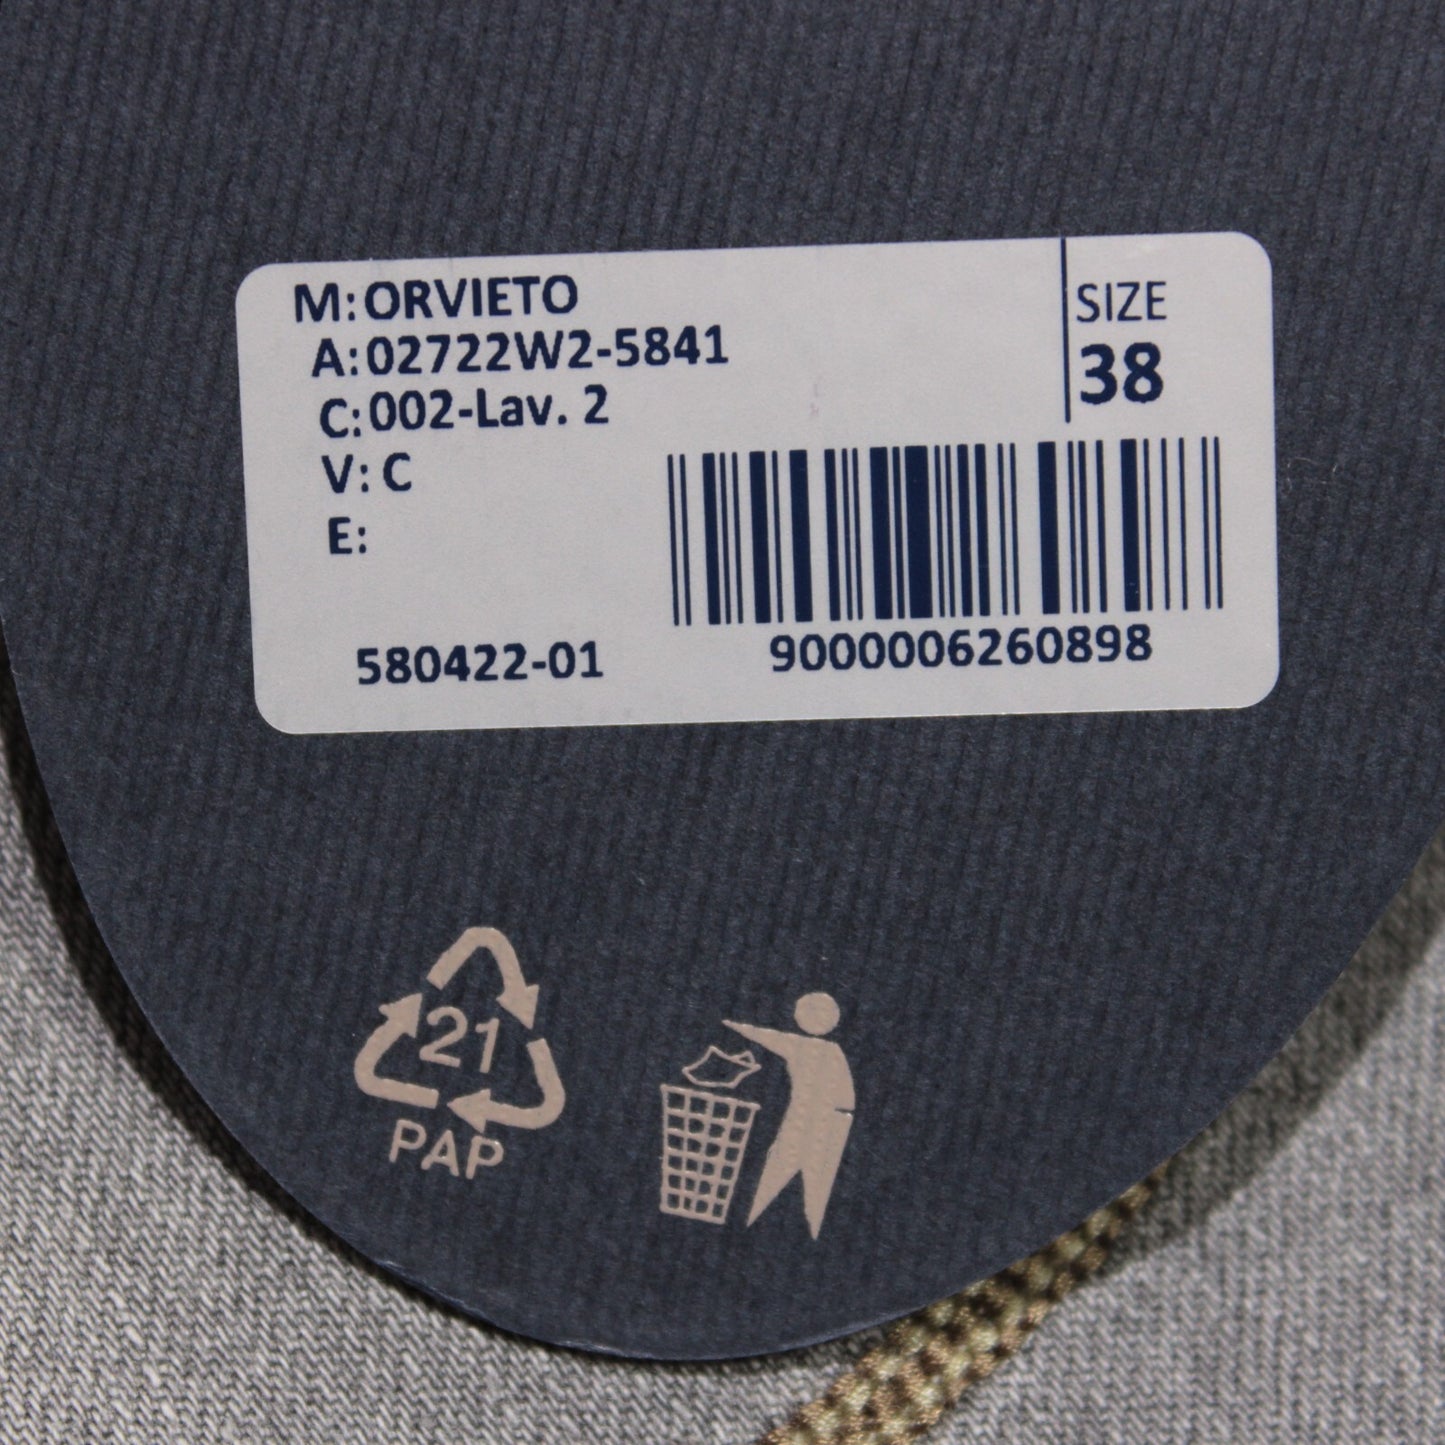 M: ORVIETO
A: 02722W2-5841
C: 002-Lav. 2
V: C
E:
SIZE
38
580422-01
9000006260898
21
PAP